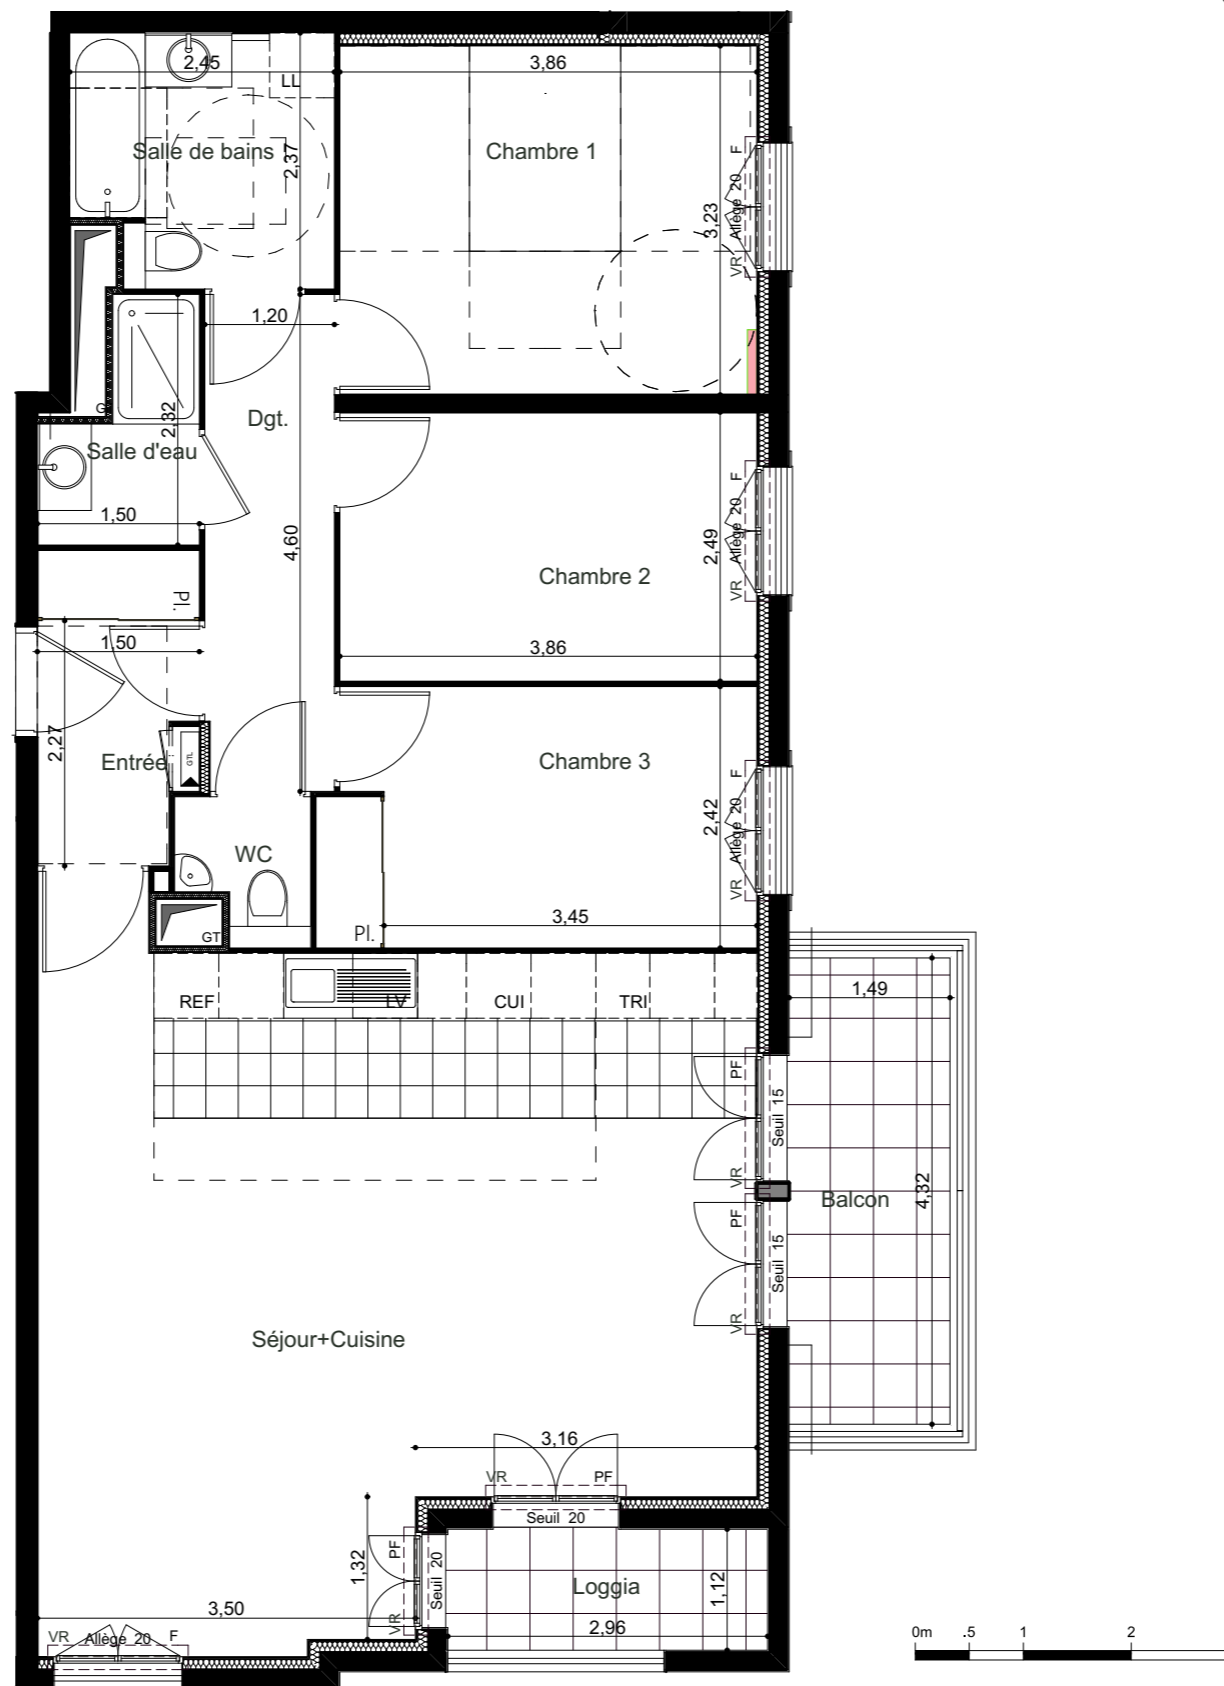 2,45
3,86
LL
Salle de bains
2,37
Chambre 1
3,23
F
Allège 20
VR
1,20
Dgt.
G
2,32
Salle d'eau
1,50
4,60
F
Allège 20
VR
2,49
Chambre 2
3,86
Pl.
1,50
2,27
Entrée
GTL
Chambre 3
F
Allège 20
VR
2,42
WC
3,45
Pl.
GT
REF
LV
CUI
TRI
1,49
PF
Seuil 15
VR
PF
Seuil 15
VR
Balcon
4,32
Séjour+Cuisine
3,16
VR
PF
Seuil 20
1,32
PF
Seuil 20
VR
Loggia
1,12
2,96
3,50
VR
Allège 20
F
0m .5 1 2